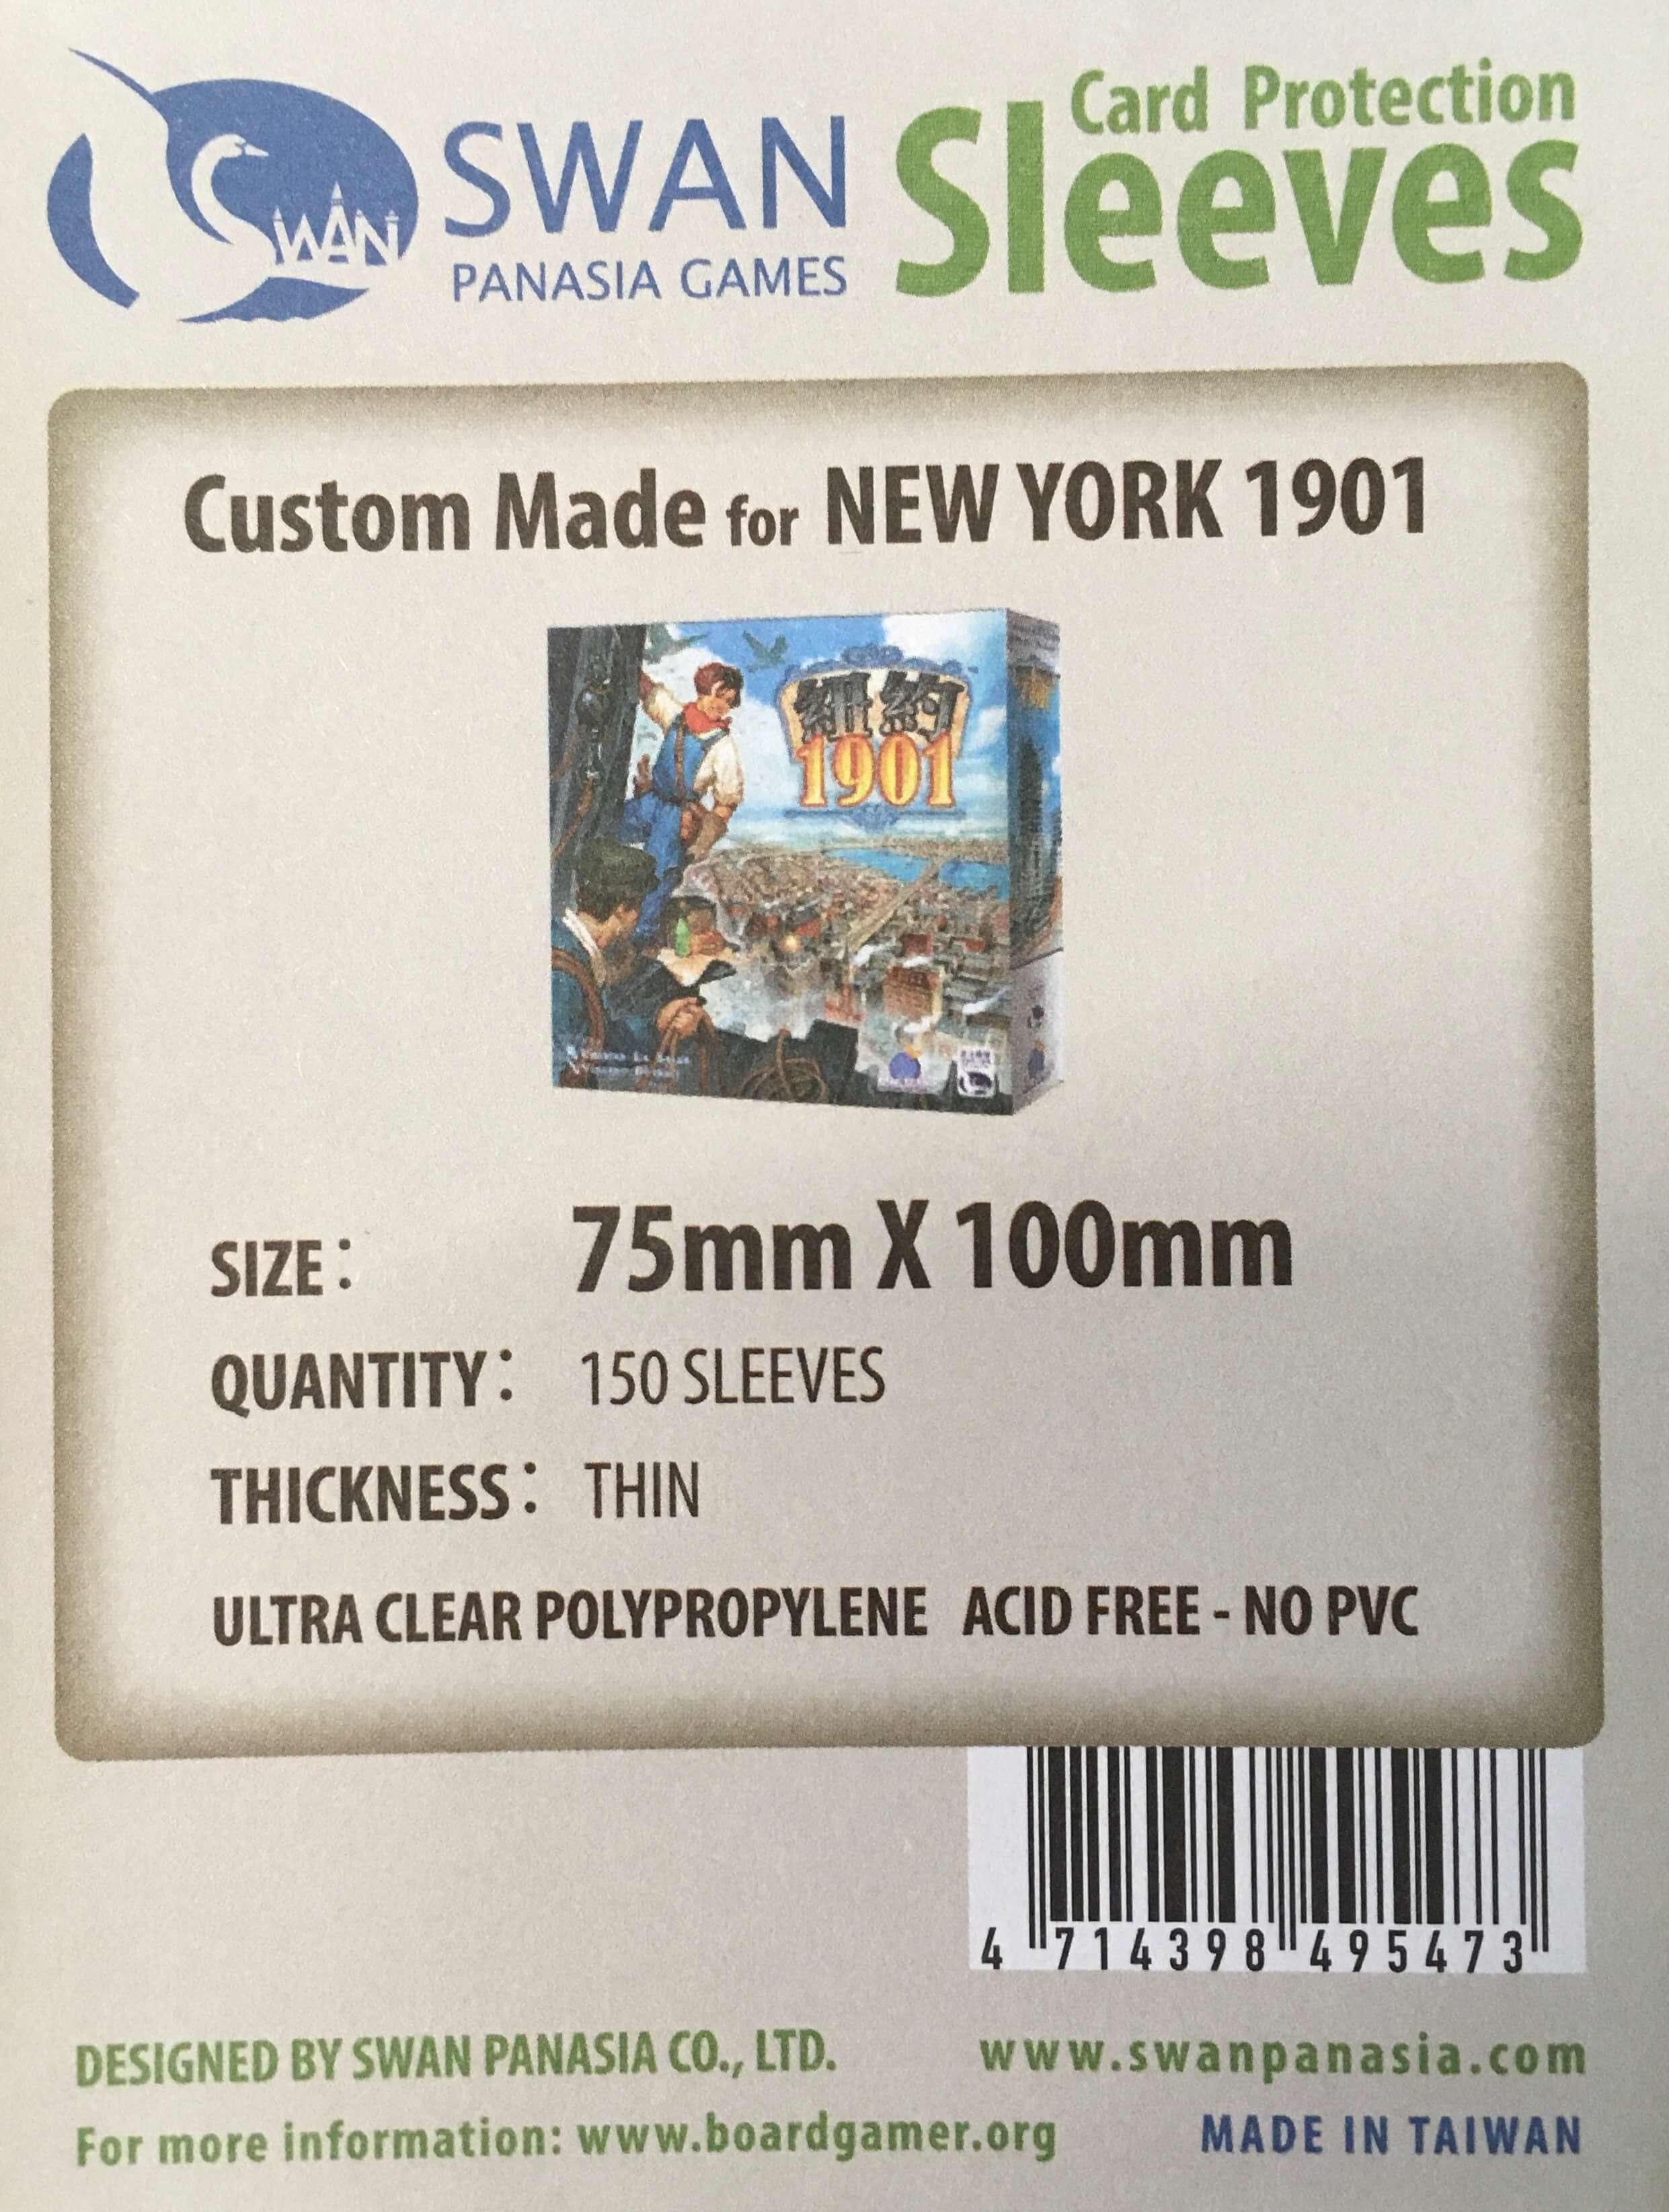 SWAN
SWAN
PANASIA GAMES
Card Protection
Sleeves
Custom Made for NEW YORK 1901
紐約
1901
SIZE： 75mm X 100mm
QUANTITY： 150 SLEEVES
THICKNESS： THIN
ULTRA CLEAR POLYPROPYLENE ACID FREE - NO PVC
4 714398 495473
DESIGNED BY SWAN PANASIA CO., LTD.
www.swanpanasia.com
For more information: www.boardgamer.org
MADE IN TAIWAN